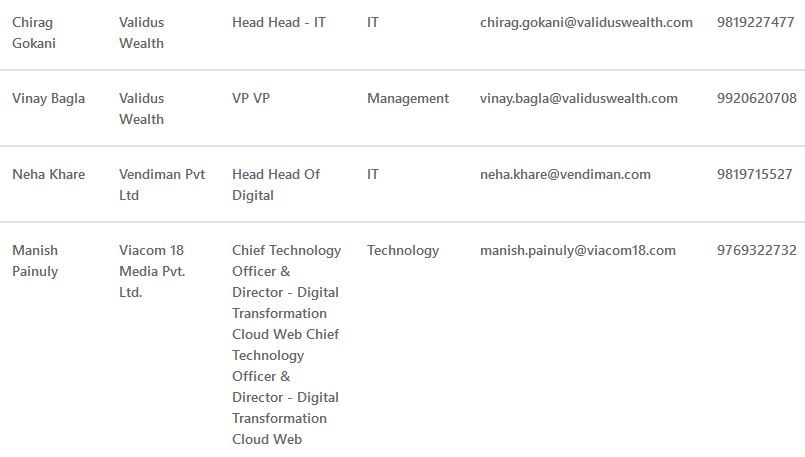 Chirag Gokani Validus Wealth Head Head - IT IT chirag.gokani@validuswealth.com 9819227477
Vinay Bagla Validus Wealth VP VP Management vinay.bagla@validuswealth.com 9920620708
Neha Khare Vendiman Pvt Ltd Head Head Of Digital IT neha.khare@vendiman.com 9819715527
Manish Painuly Viacom 18 Media Pvt. Ltd. Chief Technology Officer & Director - Digital Transformation Cloud Web Chief Technology Officer & Director - Digital Transformation Cloud Web Technology manish.painuly@viacom18.com 9769322732